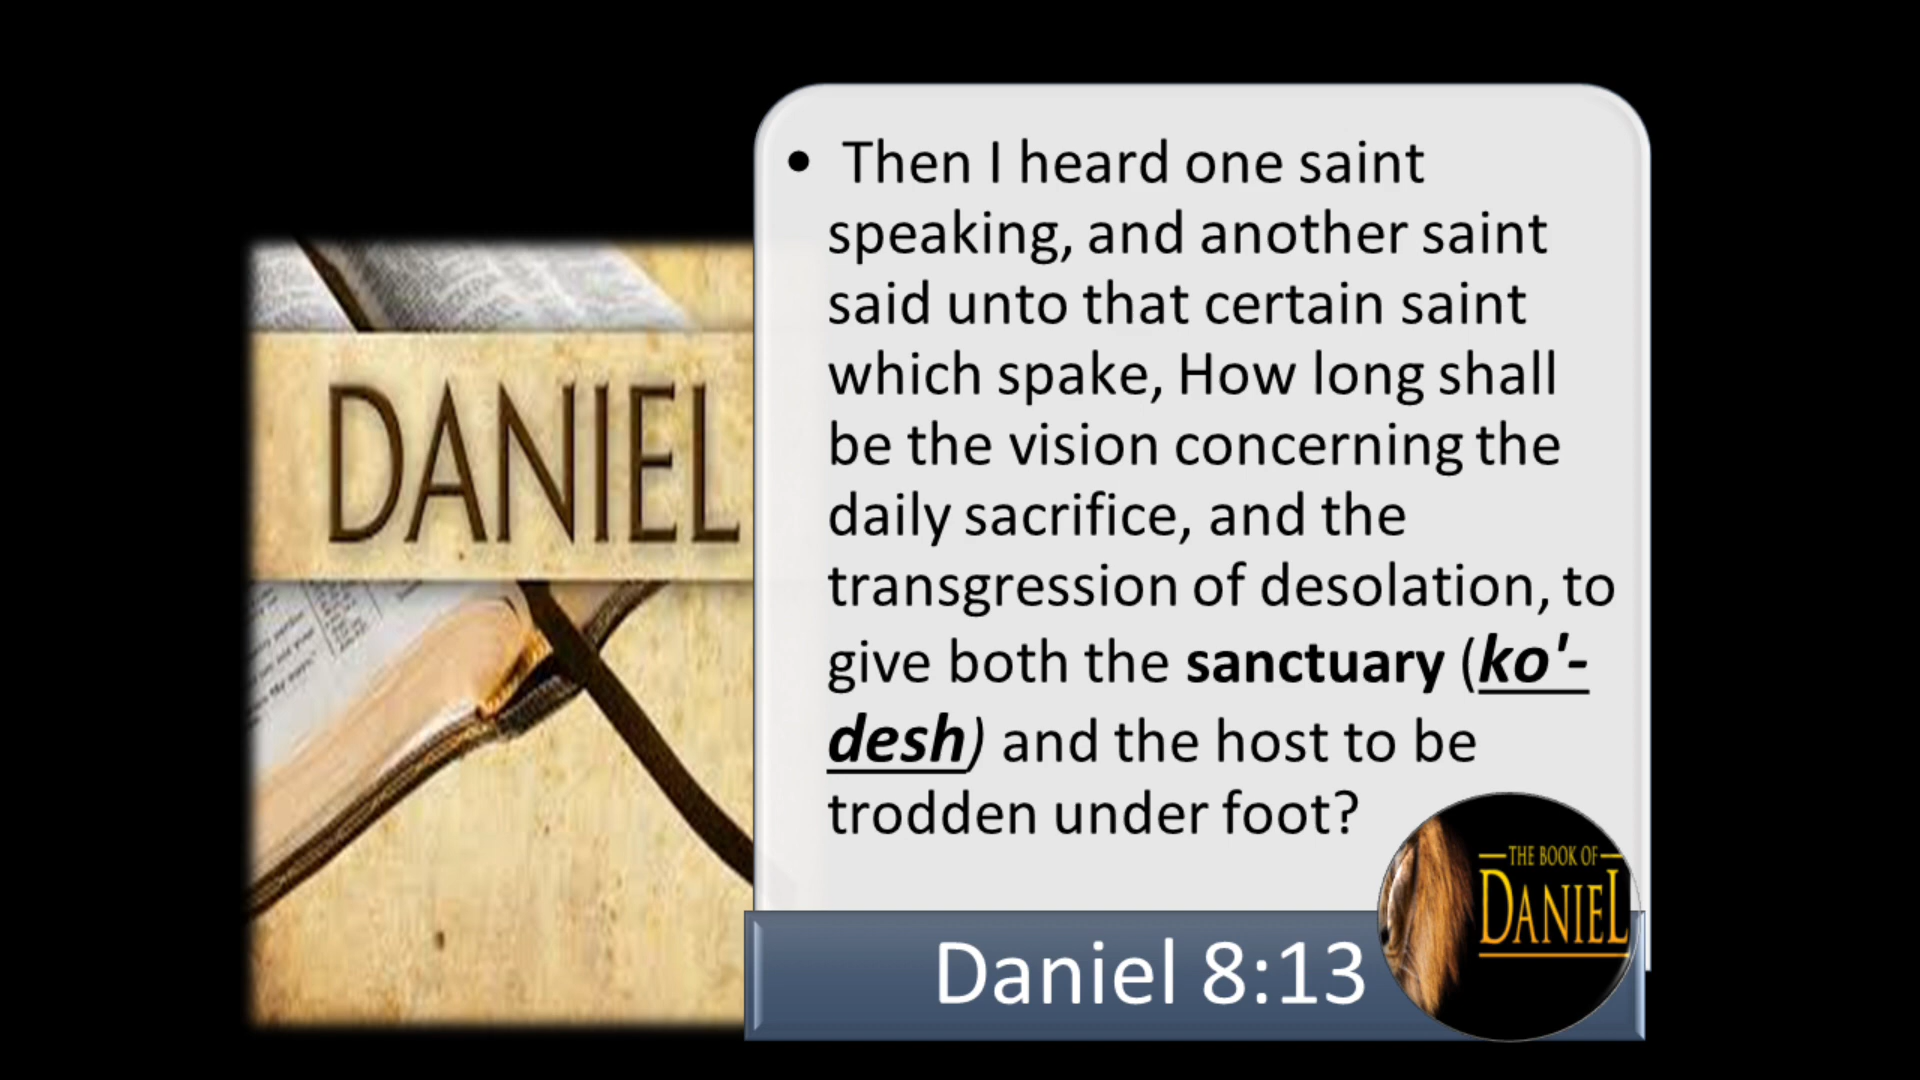 DANIEL
• Then I heard one saint
speaking, and another saint
said unto that certain saint
which spake, How long shall
be the vision concerning the
daily sacrifice, and the
transgression of desolation, to
give both the sanctuary (ko'-
desh) and the host to be
trodden under foot?
THE BOOK OF
DANIEL
Daniel 8:13